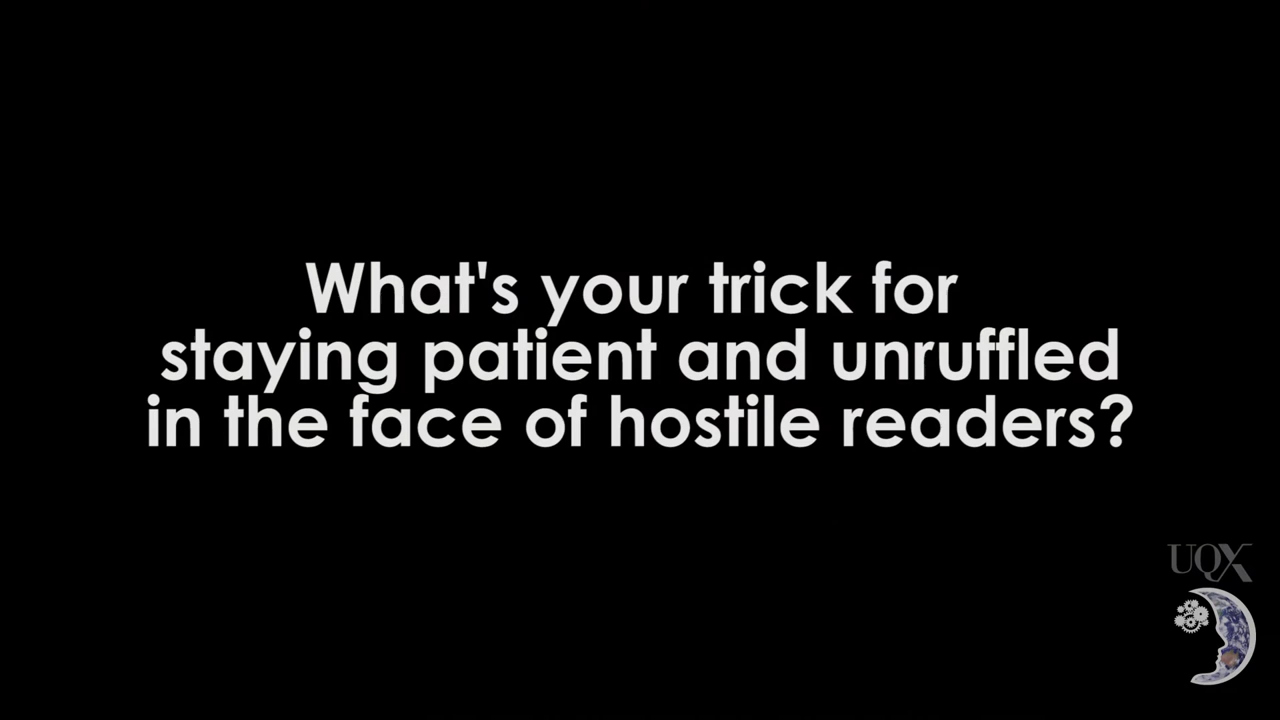 What's your trick for
staying patient and unruffled
in the face of hostile readers?
UQX